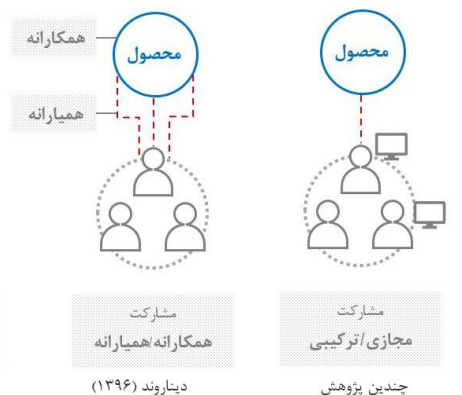 محصول
محصول
همکارانه
همیارانه
مشارکت
مجازی/ترکیبی
مشارکت
همکارانه/همیارانه
چندین پژوهش
دیناروند (۱۳۹۶)